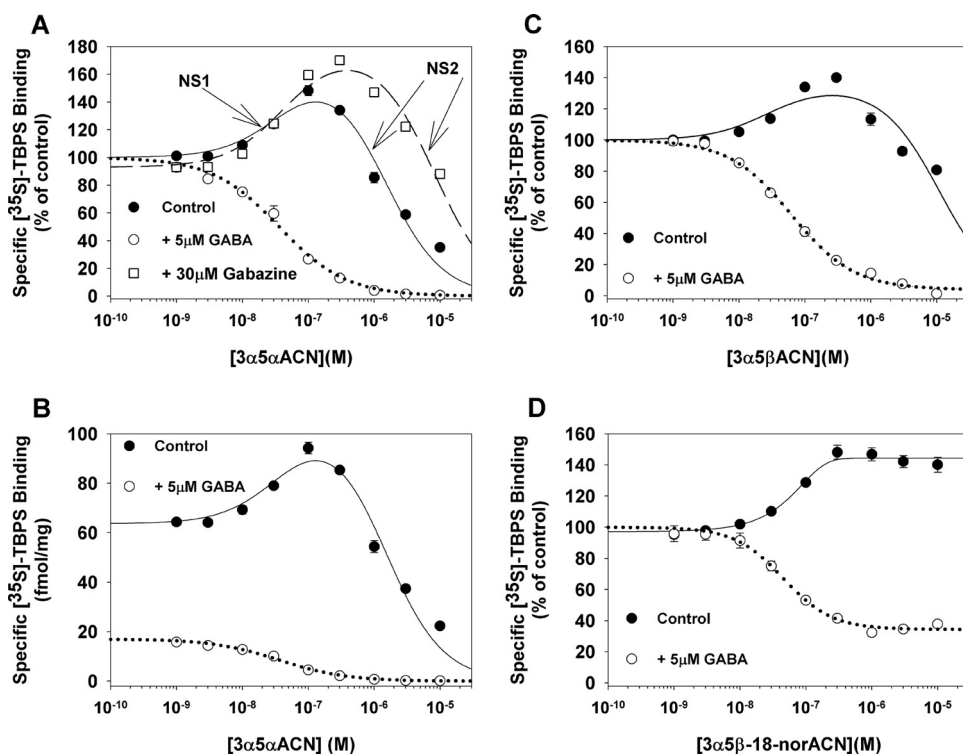 A
Specific [35S]-TBPS Binding
(% of control)
180
160
140
120
100
80
60
40
20
0
NS1
NS2
Control
+ 5μM GABA
+ 30μM Gabazine
10-10
10-9
10-8
10-7
10-6
10-5
[3α5αACN](M)
C
Specific [35S]-TBPS Binding
(% of control)
160
140
120
100
80
60
40
20
0
Control
+ 5μM GABA
10-10
10-9
10-8
10-7
10-6
10-5
[3α5βACN](M)
B
Specific [35S]-TBPS Binding
(fmol/mg)
100
80
60
40
20
0
Control
+ 5μM GABA
10-10
10-9
10-8
10-7
10-6
10-5
[3α5αACN] (M)
D
Specific [35S]-TBPS Binding
(% of control)
160
140
120
100
80
60
40
20
0
Control
+ 5μM GABA
10-10
10-9
10-8
10-7
10-6
10-5
[3α5β-18-norACN](M)